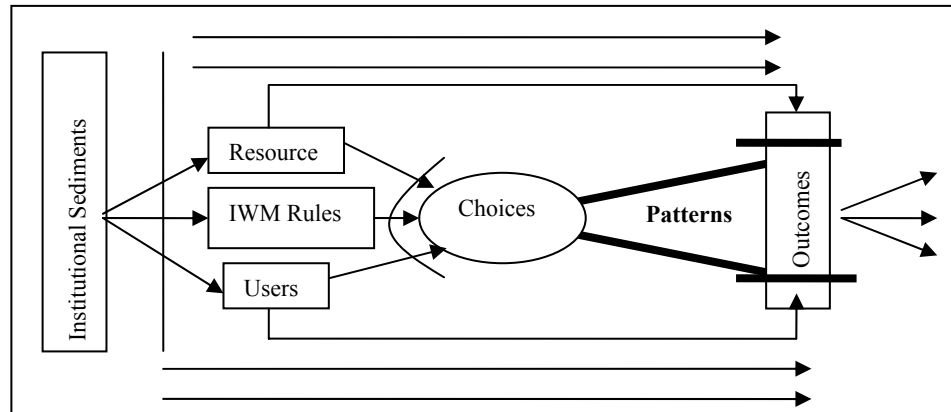 Institutional Sediments
Resource
IWM Rules
Users
Choices
Patterns
Outcomes